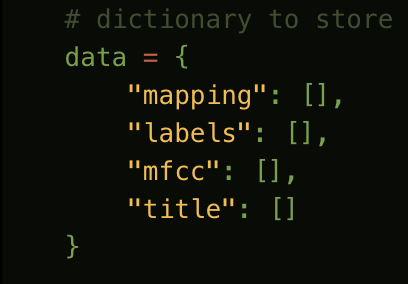 # dictionary to store
data = {
"mapping": [],
"labels": [],
"mfcc": [],
"title": []
}